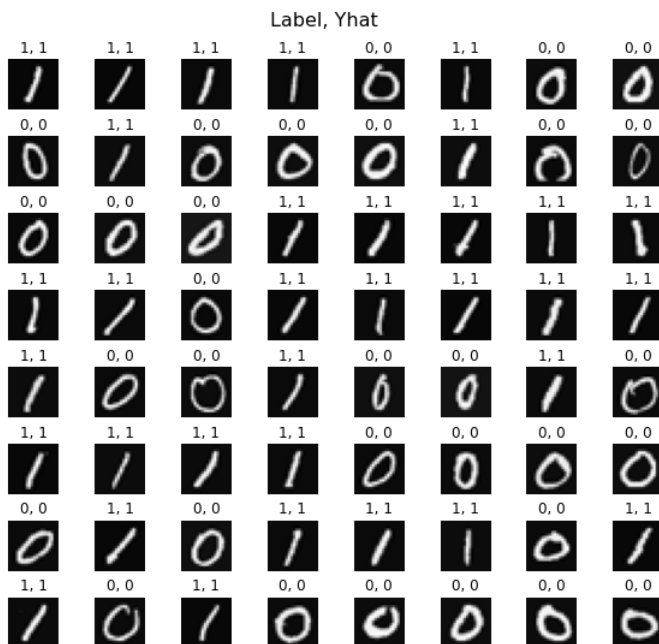 Label, Yhat
1, 1 1, 1 1, 1 1, 1 0, 0 1, 1 0, 0 0, 0
0, 0 1, 1 0, 0 0, 0 0, 0 1, 1 0, 0 0, 0
0, 0 0, 0 0, 0 1, 1 1, 1 1, 1 1, 1 1, 1
1, 1 1, 1 0, 0 1, 1 1, 1 1, 1 1, 1 1, 1
1, 1 0, 0 0, 0 1, 1 0, 0 0, 0 1, 1 0, 0
1, 1 1, 1 1, 1 1, 1 0, 0 0, 0 0, 0 0, 0
0, 0 1, 1 0, 0 1, 1 1, 1 1, 1 0, 0 1, 1
1, 1 0, 0 1, 1 0, 0 0, 0 0, 0 0, 0 0, 0